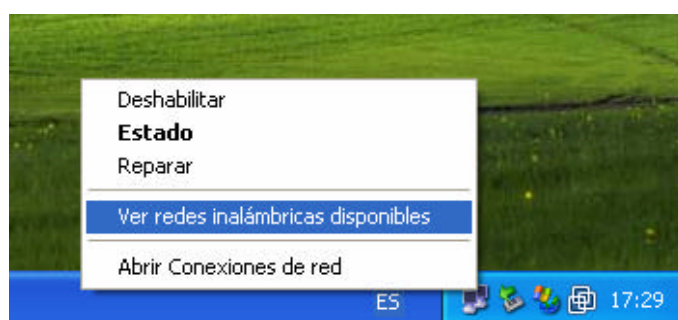 Deshabilitar
Estado
Reparar
Ver redes inalámbricas disponibles
Abrir Conexiones de red
ES 17:29